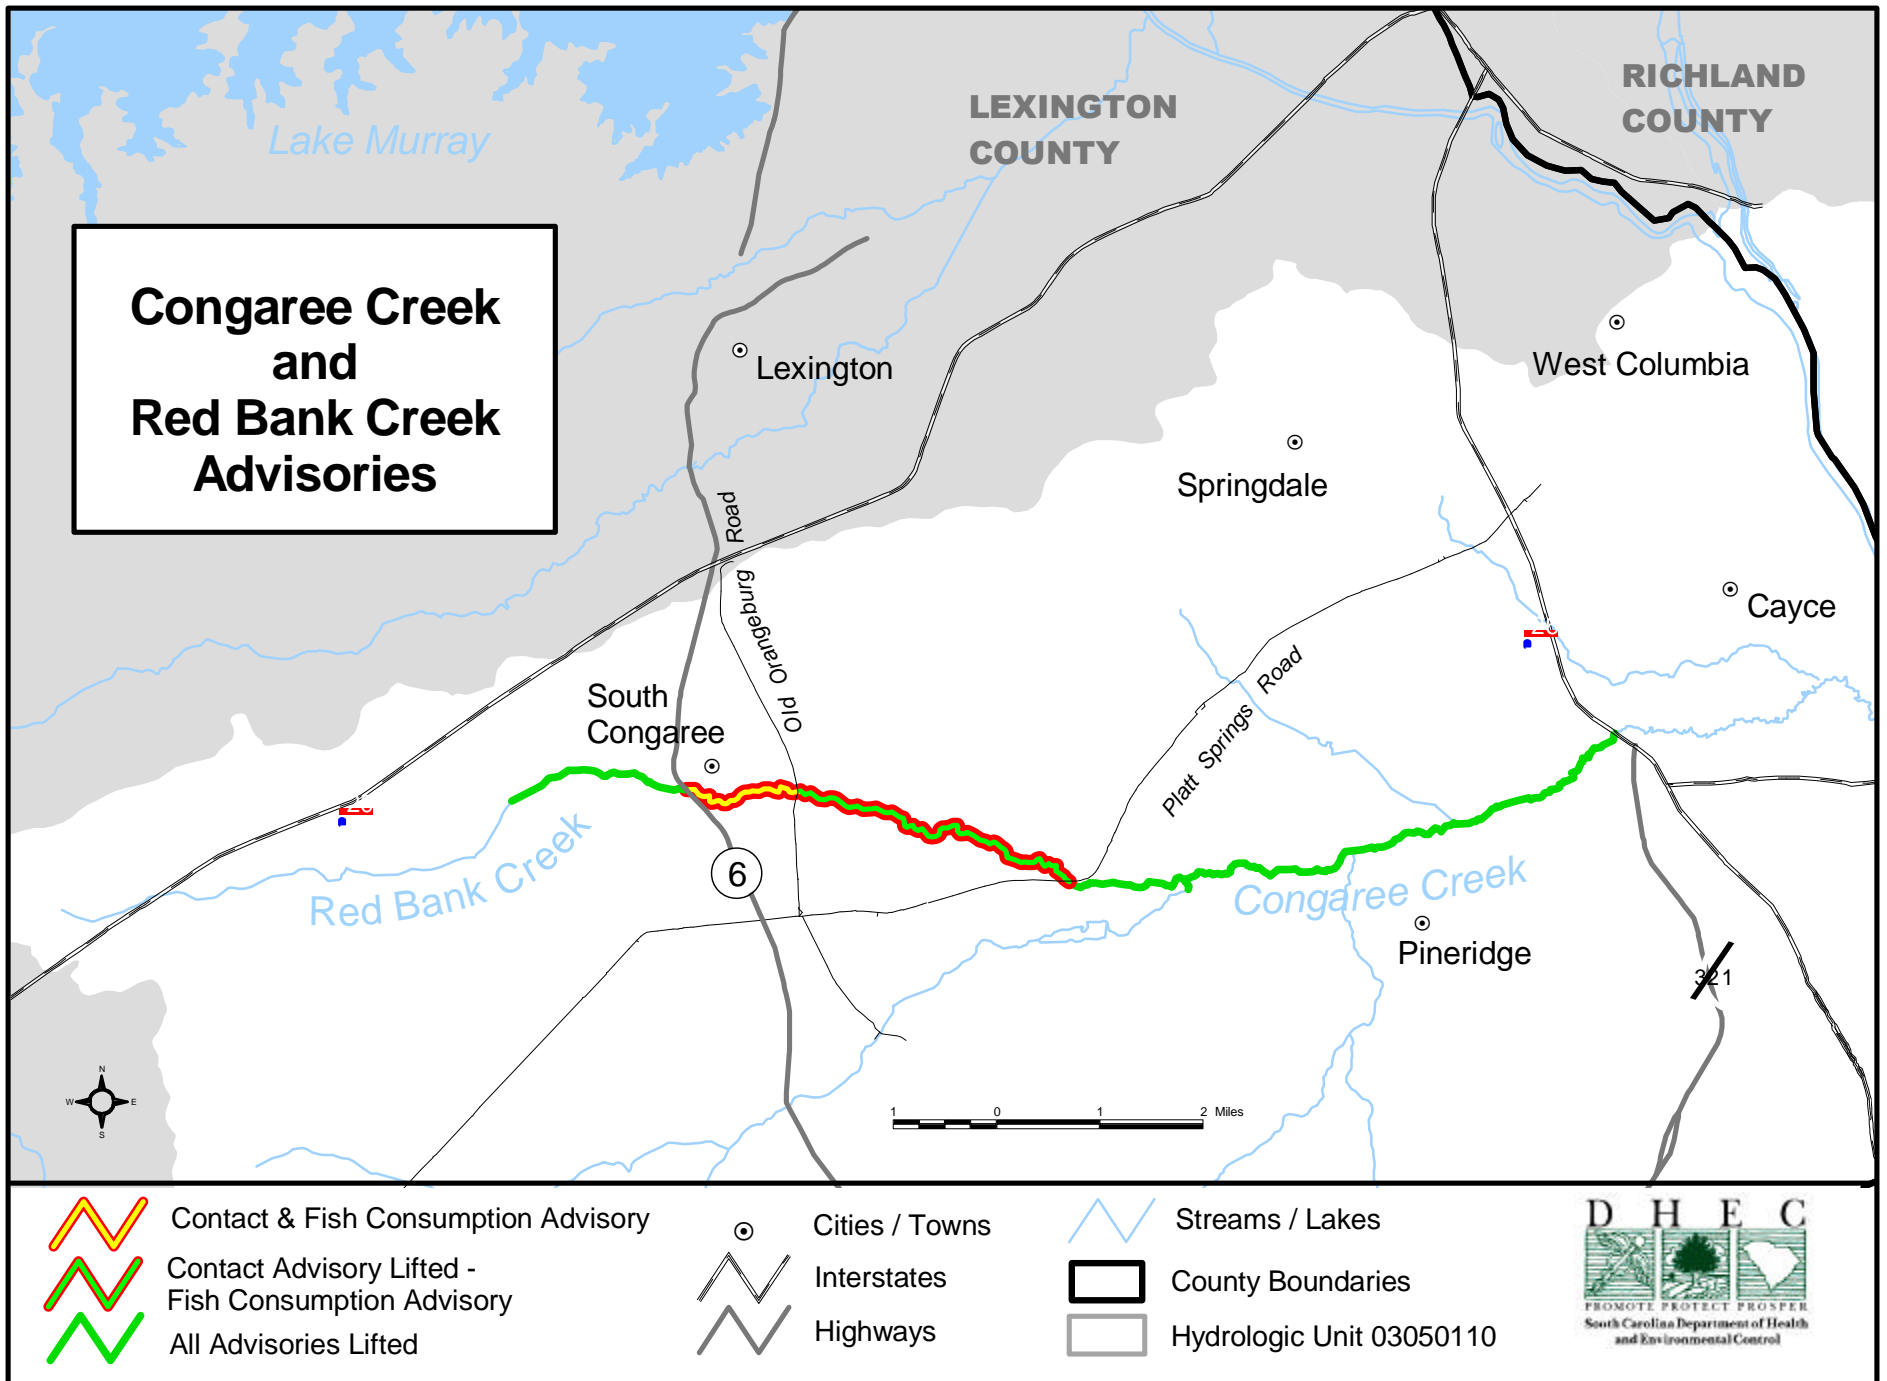 Lake Murray
LEXINGTON
COUNTY
RICHLAND
COUNTY
Congaree Creek
and
Red Bank Creek
Advisories
Lexington
West Columbia
Springdale
Cayce
Old Orangeburg Road
Platt Springs Road
South
Congaree
Red Bank Creek
6
Congaree Creek
Pineridge
321
N
W
E
S
1 0 1 2 Miles
Contact & Fish Consumption Advisory
Contact Advisory Lifted -
Fish Consumption Advisory
All Advisories Lifted
Cities / Towns
Interstates
Highways
Streams / Lakes
County Boundaries
Hydrologic Unit 03050110
D H E C
PROMOTE PROTECT PROSPER
South Carolina Department of Health
and Environmental Control